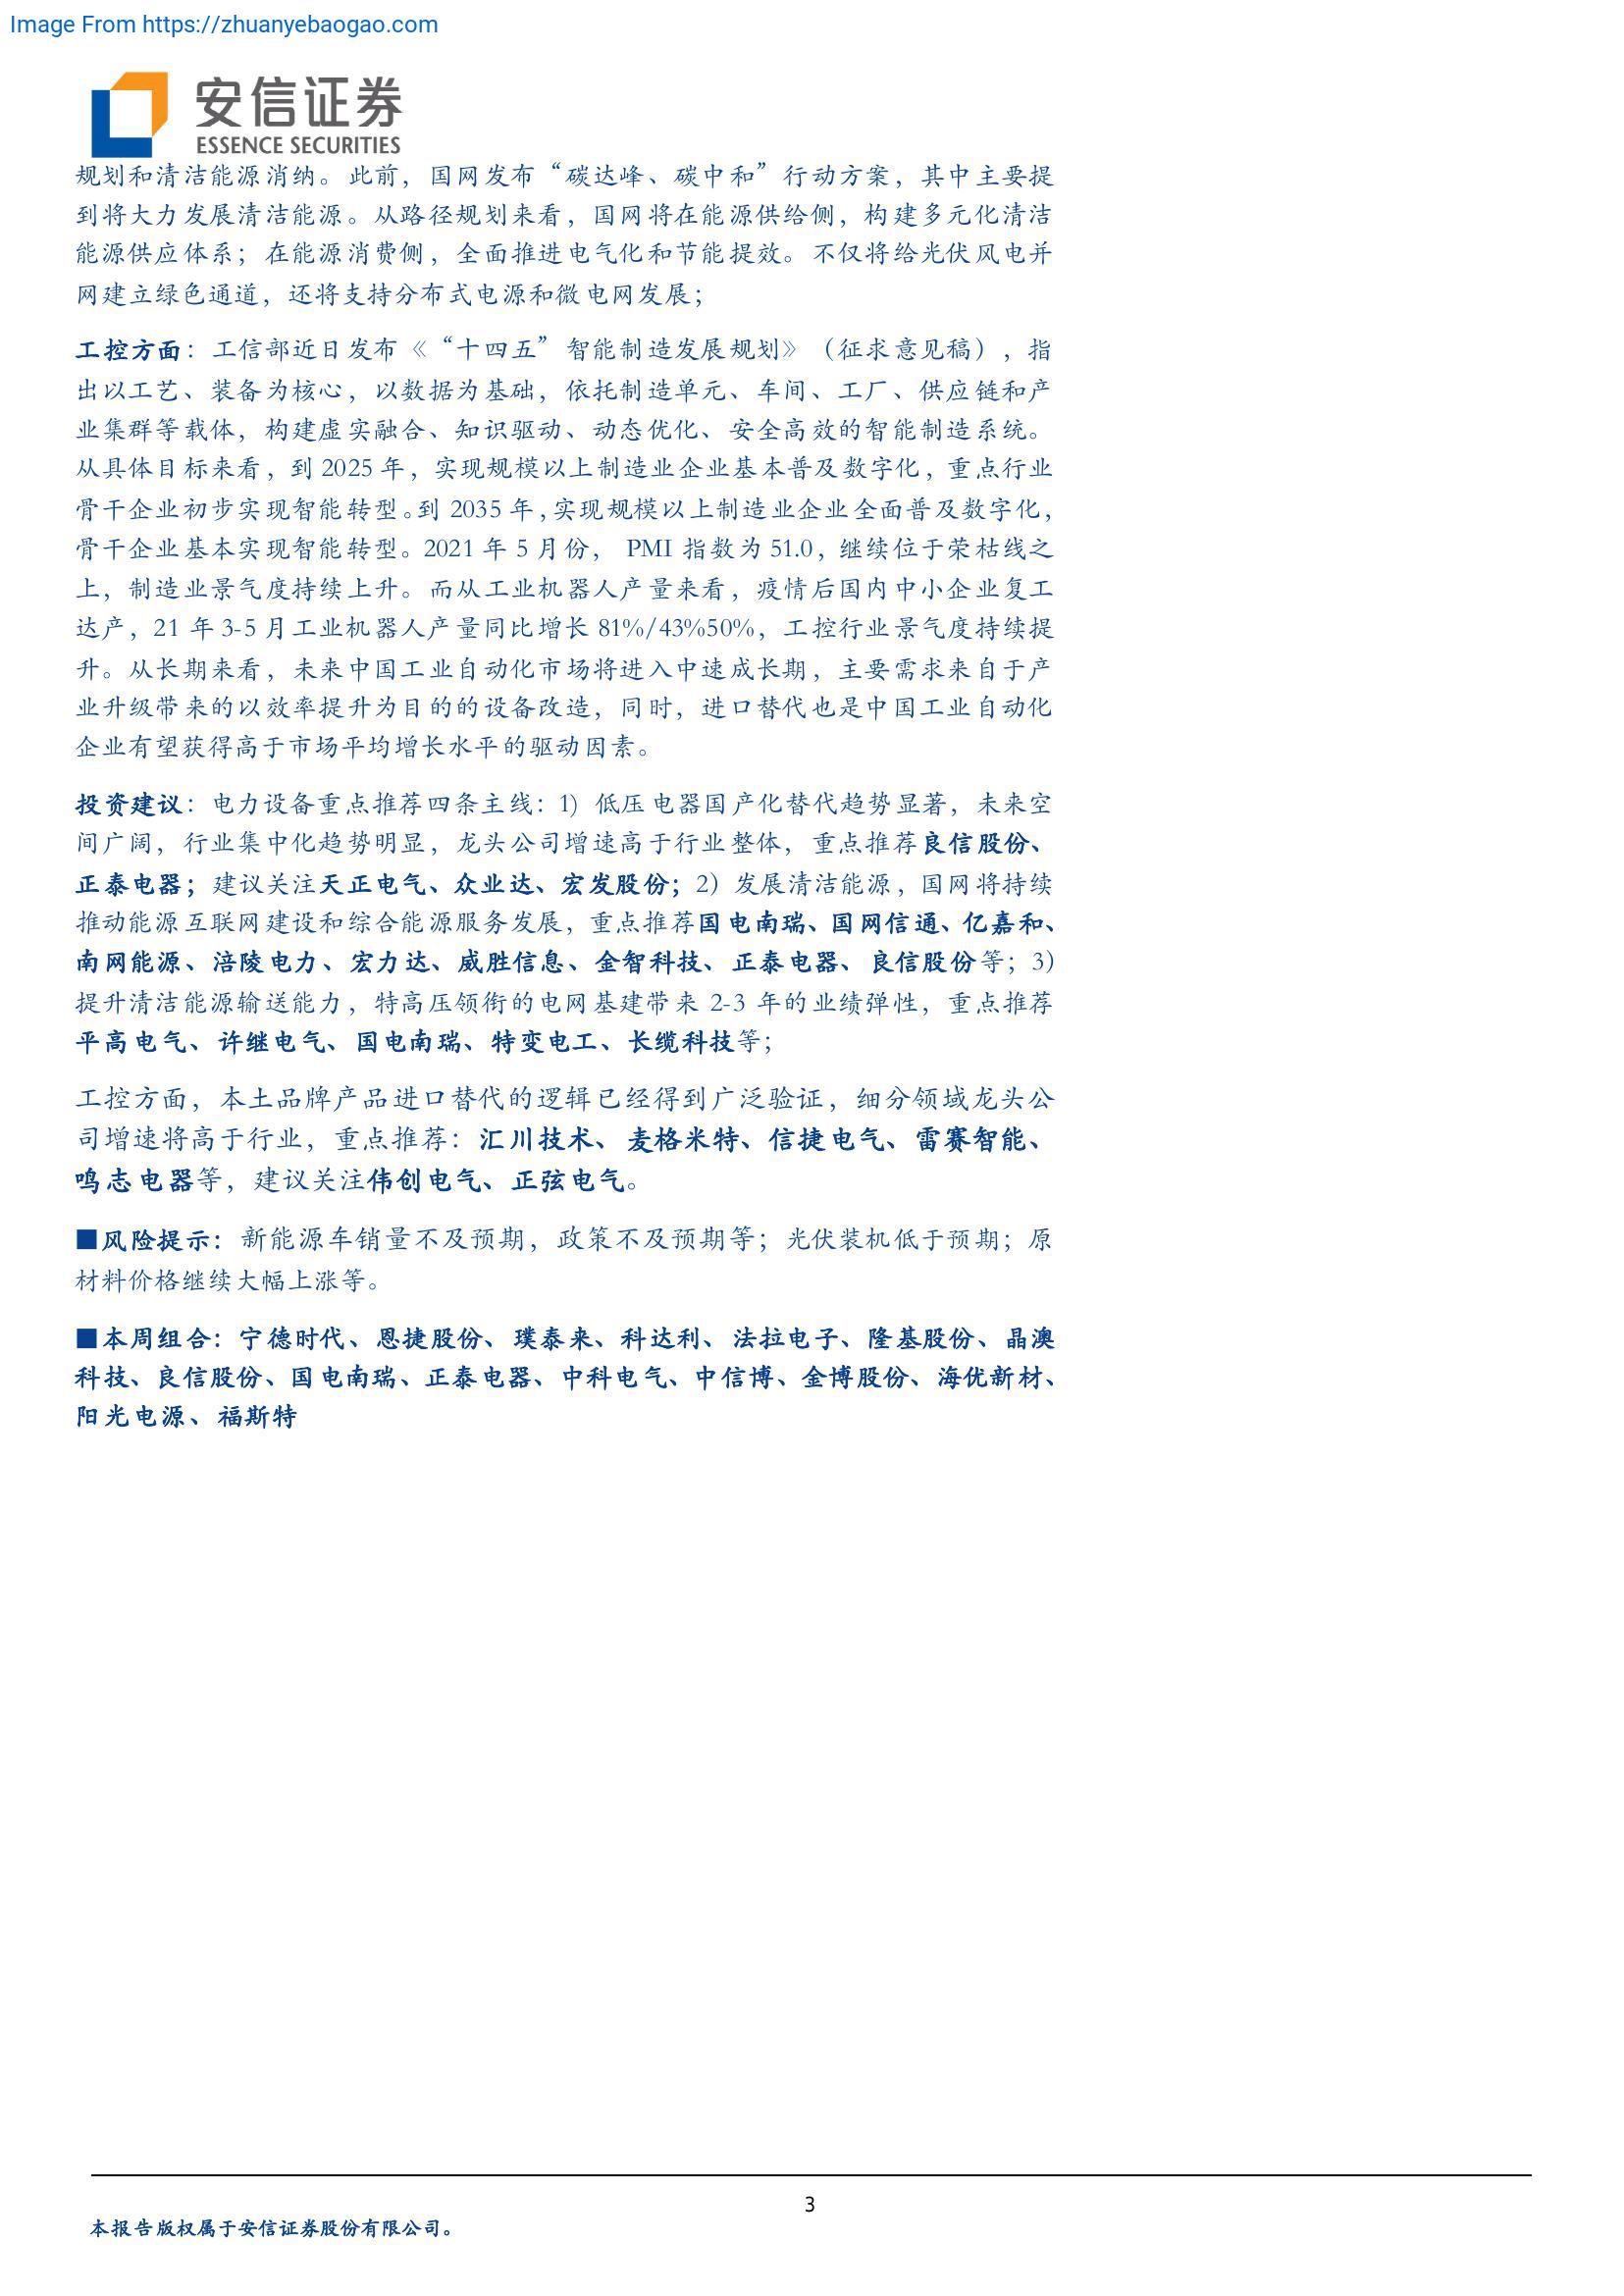 Image From https://zhuanyebaogao.com
安信证券
ESSENCE SECURITIES
规划和清洁能源消纳。此前，国网发布“碳达峰、碳中和”行动方案，其中主要提
到将大力发展清洁能源。从路径规划来看，国网将在能源供给侧，构建多元化清洁
能源供应体系；在能源消费侧，全面推进电气化和节能提效。不仅将给光伏风电并
网建立绿色通道，还将支持分布式电源和微电网发展；
工控方面：工信部近日发布《“十四五”智能制造发展规划》（征求意见稿），指
出以工艺、装备为核心，以数据为基础，依托制造单元、车间、工厂、供应链和产
业集群等载体，构建虚实融合、知识驱动、动态优化、安全高效的智能制造系统。
从具体目标来看，到 2025 年，实现规模以上制造业企业基本普及数字化，重点行业
骨干企业初步实现智能转型。到 2035 年，实现规模以上制造业企业全面普及数字化，
骨干企业基本实现智能转型。2021 年 5 月份， PMI 指数为 51.0，继续位于荣枯线之
上，制造业景气度持续上升。而从工业机器人产量来看，疫情后国内中小企业复工
达产，21 年 3-5 月工业机器人产量同比增长 81%/43%50%，工控行业景气度持续提
升。从长期来看，未来中国工业自动化市场将进入中速成长期，主要需求来自于产
业升级带来的以效率提升为目的的设备改造，同时，进口替代也是中国工业自动化
企业有望获得高于市场平均增长水平的驱动因素。
投资建议：电力设备重点推荐四条主线：1）低压电器国产化替代趋势显著，未来空
间广阔，行业集中化趋势明显，龙头公司增速高于行业整体，重点推荐良信股份、
正泰电器；建议关注天正电气、众业达、宏发股份；2）发展清洁能源，国网将持续
推动能源互联网建设和综合能源服务发展，重点推荐国电南瑞、国网信通、亿嘉和、
南网能源、涪陵电力、宏力达、威胜信息、金智科技、正泰电器、良信股份等；3）
提升清洁能源输送能力，特高压领衔的电网基建带来 2-3 年的业绩弹性，重点推荐
平高电气、许继电气、国电南瑞、特变电工、长缆科技等；
工控方面，本土品牌产品进口替代的逻辑已经得到广泛验证，细分领域龙头公
司增速将高于行业，重点推荐：汇川技术、麦格米特、信捷电气、雷赛智能、
鸣志电器等，建议关注伟创电气、正弦电气。
■风险提示：新能源车销量不及预期，政策不及预期等；光伏装机低于预期；原
材料价格继续大幅上涨等。
■本周组合：宁德时代、恩捷股份、璞泰来、科达利、法拉电子、隆基股份、晶澳
科技、良信股份、国电南瑞、正泰电器、中科电气、中信博、金博股份、海优新材、
阳光电源、福斯特
3
本报告版权属于安信证券股份有限公司。